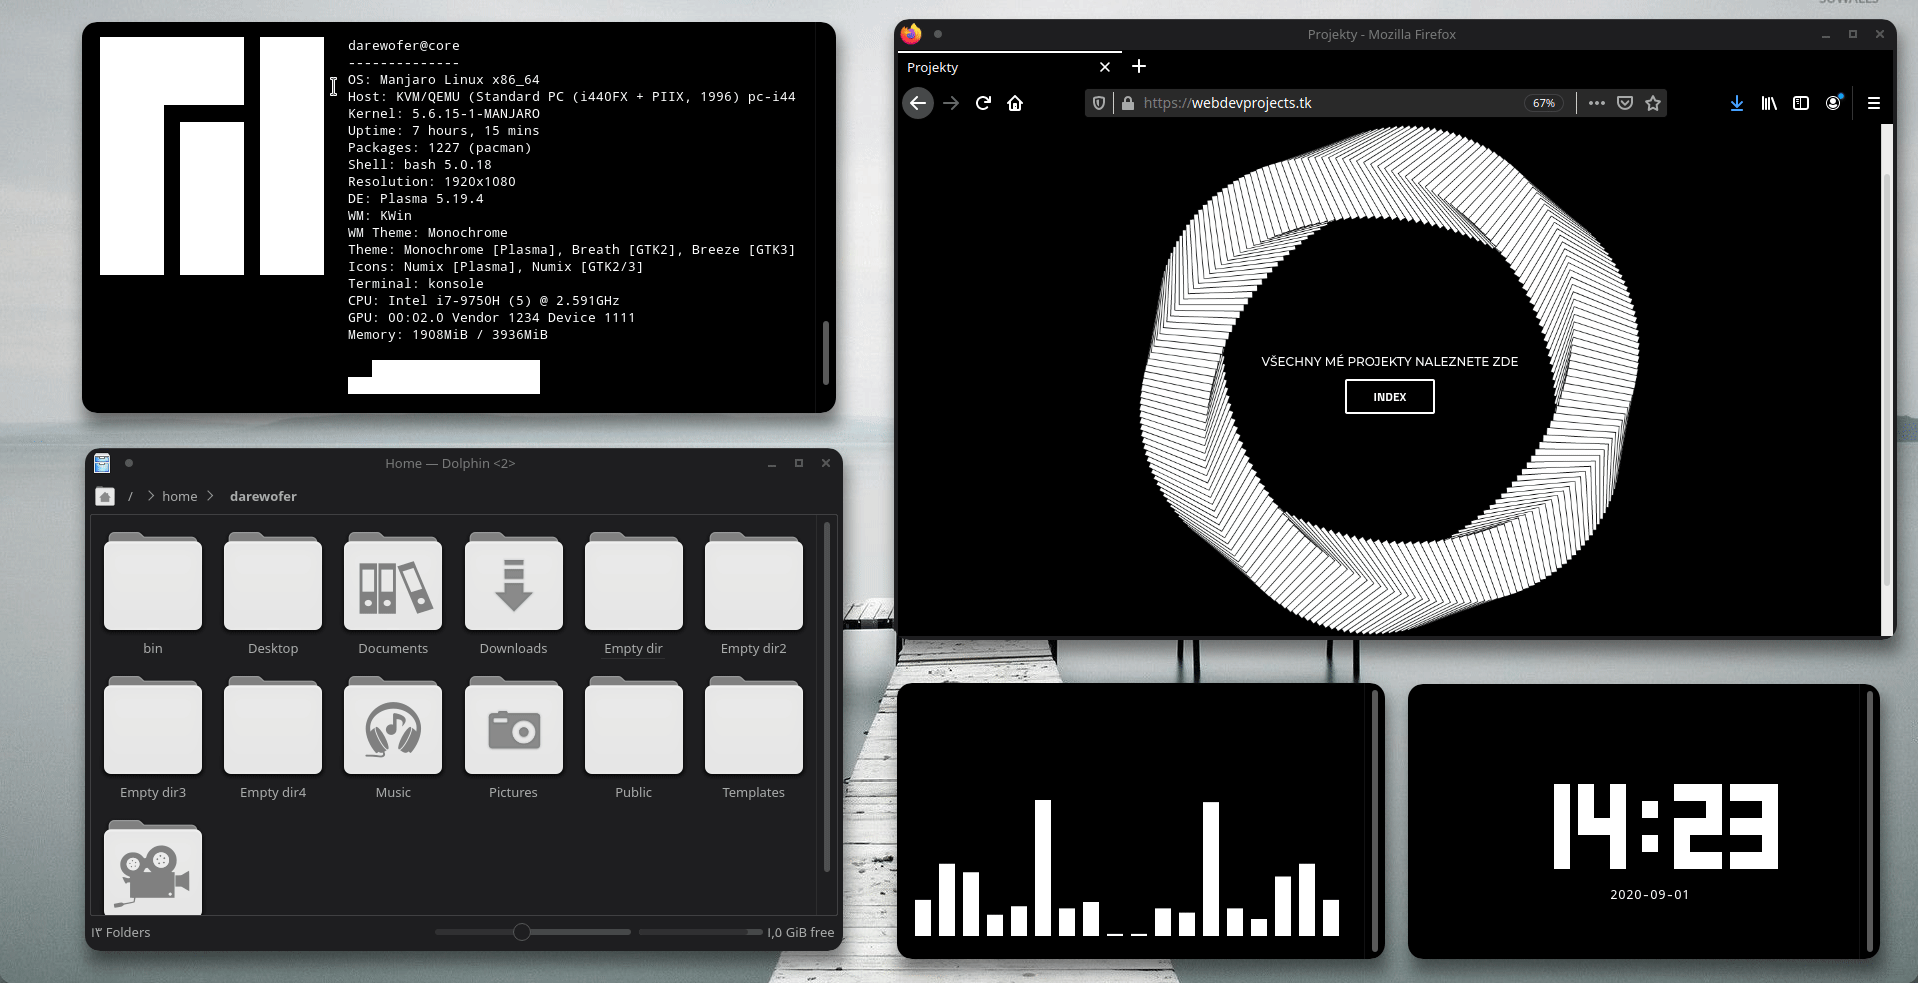 darewofer@core
--------------
OS: Manjaro Linux x86_64
Host: KVM/QEMU (Standard PC (i440FX + PIIX, 1996) pc-i44
Kernel: 5.6.15-1-MANJARO
Uptime: 7 hours, 15 mins
Packages: 1227 (pacman)
Shell: bash 5.0.18
Resolution: 1920x1080
DE: Plasma 5.19.4
WM: KWin
WM Theme: Monochrome
Theme: Monochrome [Plasma], Breath [GTK2], Breeze [GTK3]
Icons: Numix [Plasma], Numix [GTK2/3]
Terminal: konsole
CPU: Intel i7-9750H (5) @ 2.591GHz
GPU: 00:02.0 Vendor 1234 Device 1111
Memory: 1908MiB / 3936MiB
Projekty - Mozilla Firefox
Projekty
https://webdevprojects.tk 67%
VŠECHNY MÉ PROJEKTY NALEZNETE ZDE
INDEX
Home — Dolphin <2>
/ home darewofer
bin Desktop Documents Downloads Empty dir Empty dir2
Empty dir3 Empty dir4 Music Pictures Public Templates
۱۳ Folders ۱,0 GiB free
14:23
2020-09-01